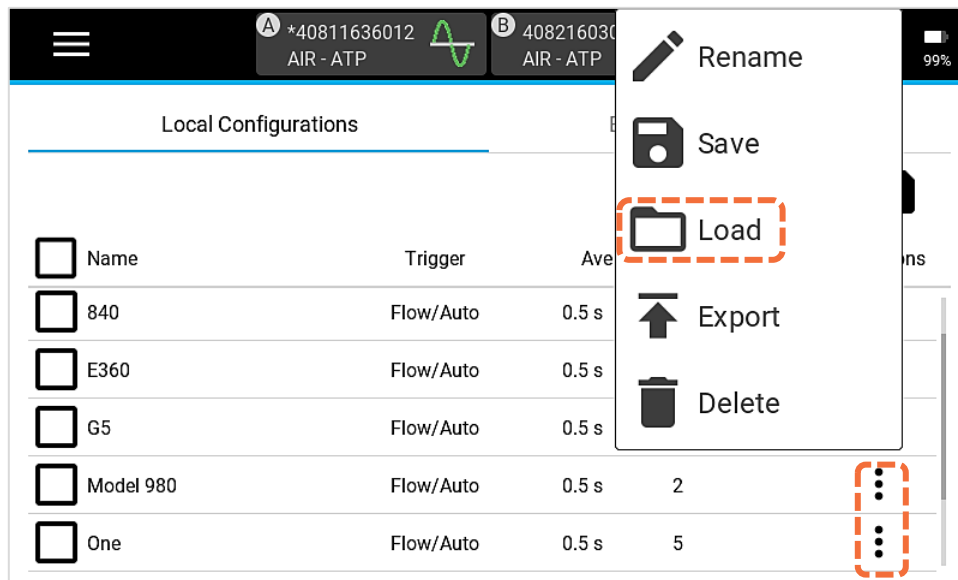 A *40811636012
AIR - ATP
B 408216030
AIR - ATP
99%
Local Configurations
Rename
Save
Load
Export
Delete
Name Trigger Ave ns
840 Flow/Auto 0.5 s
E360 Flow/Auto 0.5 s
G5 Flow/Auto 0.5 s
Model 980 Flow/Auto 0.5 s 2
One Flow/Auto 0.5 s 5